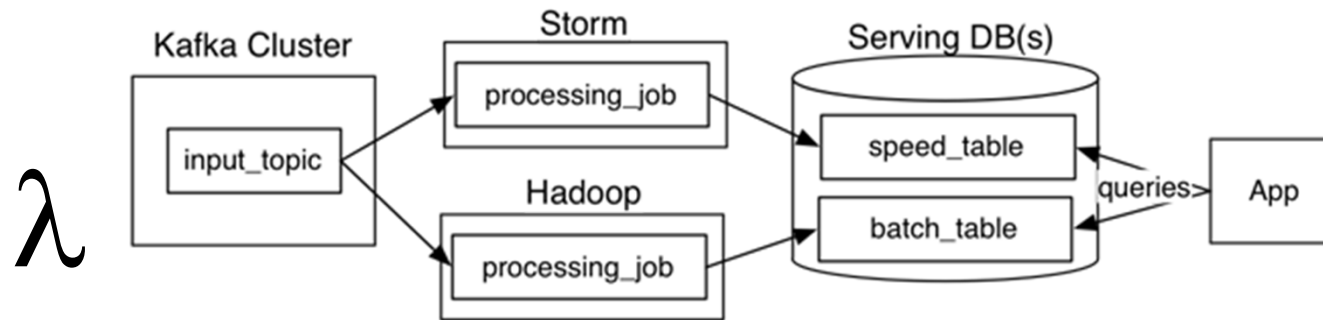 λ
Kafka Cluster
input_topic
Storm
processing_job
Hadoop
processing_job
Serving DB(s)
speed_table
batch_table
queries
App